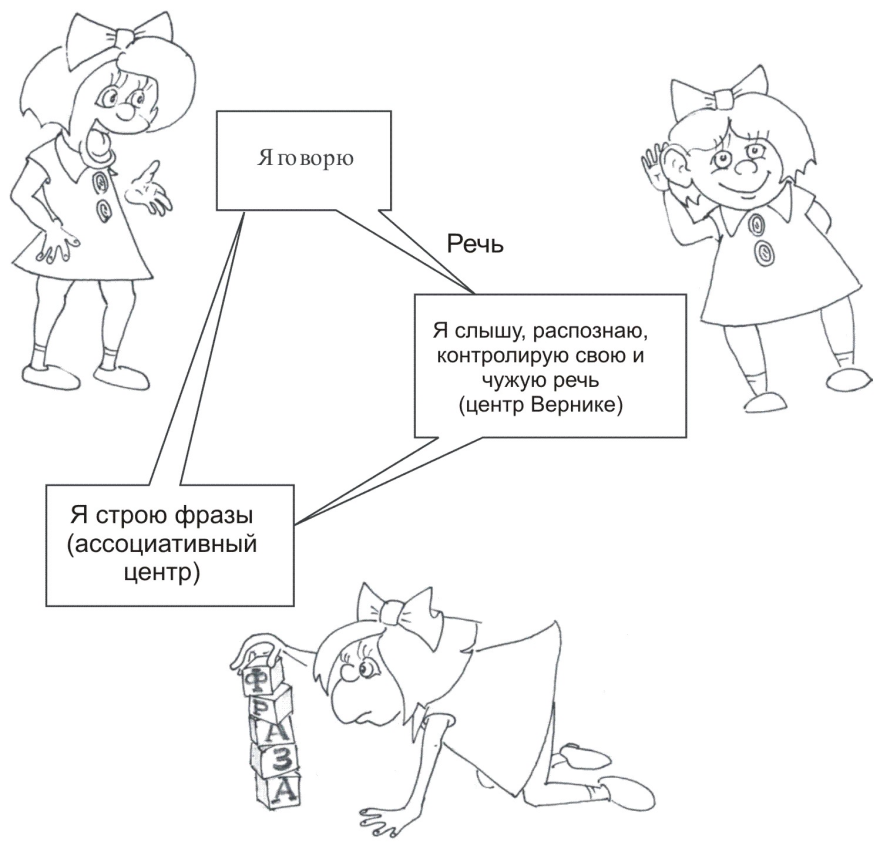 Я говорю
Речь
Я слышу, распознаю,
контролирую свою и
чужую речь
(центр Вернике)
Я строю фразы
(ассоциативный
центр)
Ф
Р
А
З
А